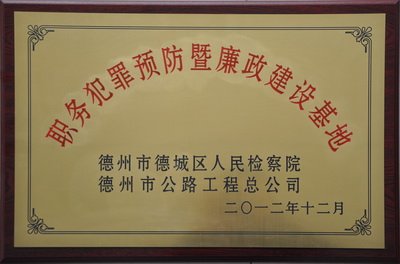 职务犯罪预防暨廉政建设基地
德州市德城区人民检察院
德州市公路工程总公司
二〇一二年十二月